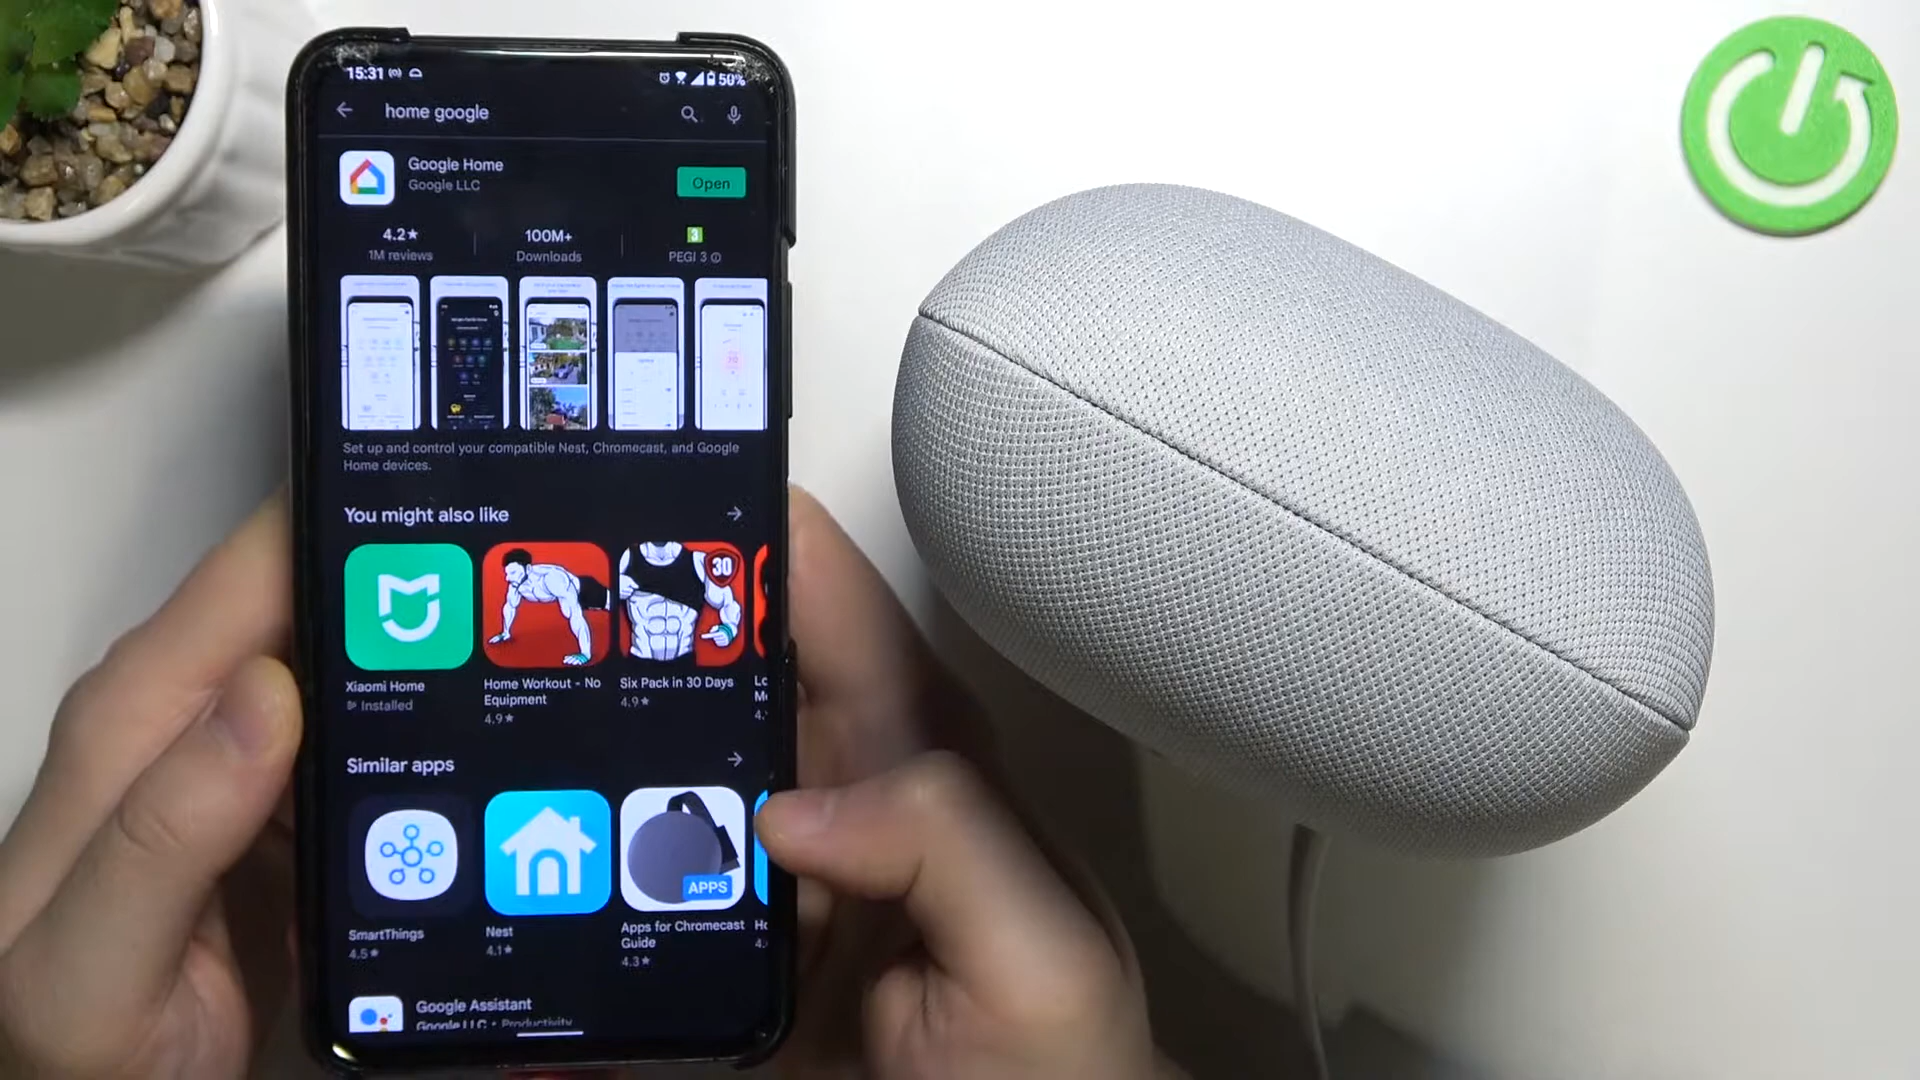 15:31
50%
home google
Google Home
Google LLC
Open
4.2★
1M reviews
100M+
Downloads
3
PEGI 3
Set up and control your compatible Nest, Chromecast, and Google
Home devices.
You might also like
30
Xiaomi Home
Installed
Home Workout - No
Equipment
4.9★
Six Pack in 30 Days
4.9★
Similar apps
APPS
SmartThings
4.5★
Nest
4.1★
Apps for Chromecast
Guide
4.3★
Google Assistant
Google LLC • Productivity